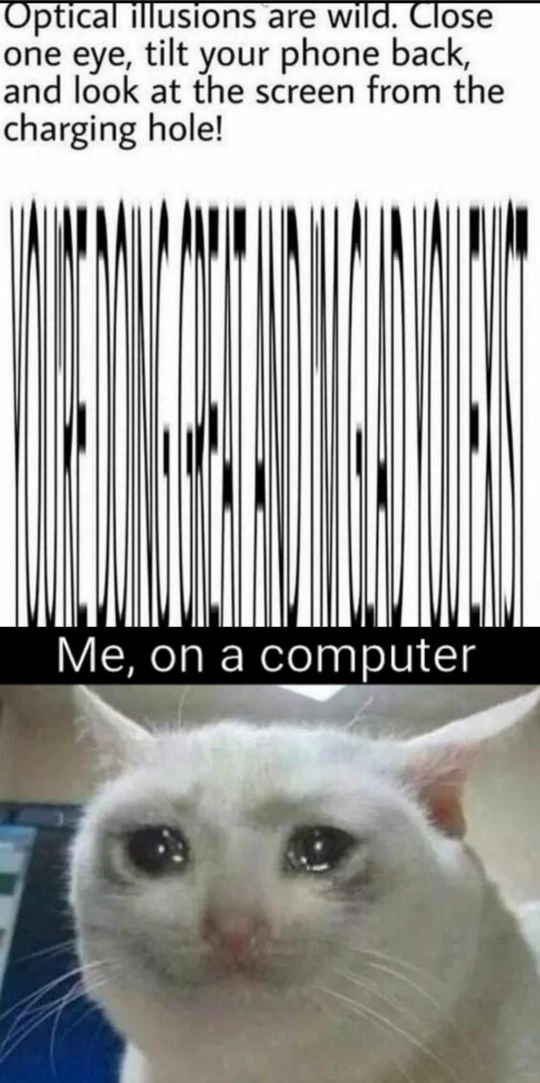 Optical illusions are wild. Close
one eye, tilt your phone back,
and look at the screen from the
charging hole!
YOU'RE DOING GREAT AND I'M GLAD YOU EXIST
Me, on a computer